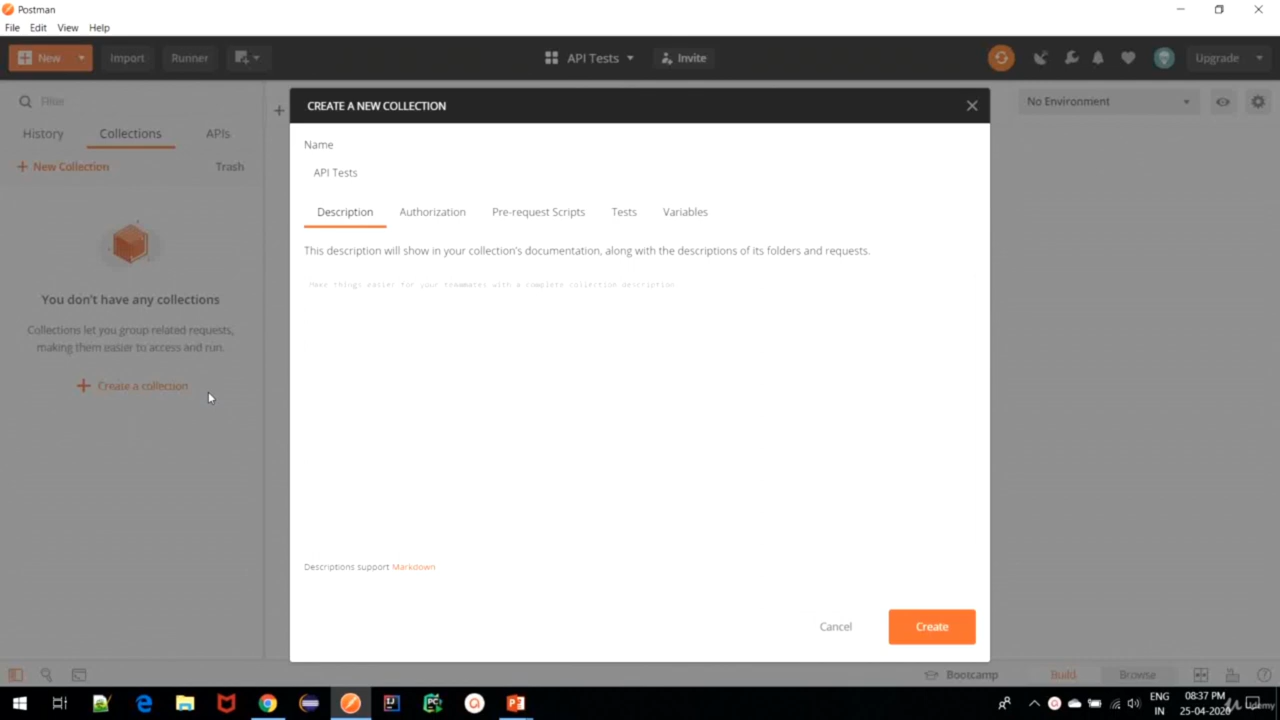 Postman
File Edit View Help
New Import Runner API Tests Invite Upgrade
Filter
History Collections APIs
+ New Collection Trash
You don't have any collections
Collections let you group related requests,
making them easier to access and run.
+ Create a collection
CREATE A NEW COLLECTION
Name
API Tests
Description Authorization Pre-request Scripts Tests Variables
This description will show in your collection's documentation, along with the descriptions of its folders and requests.
Make things easier for your teammates with a complete collection description
Descriptions support Markdown
Cancel Create
No Environment
Bootcamp Build Browse
ENG 08:37 PM
IN 25-04-2020
Udemy